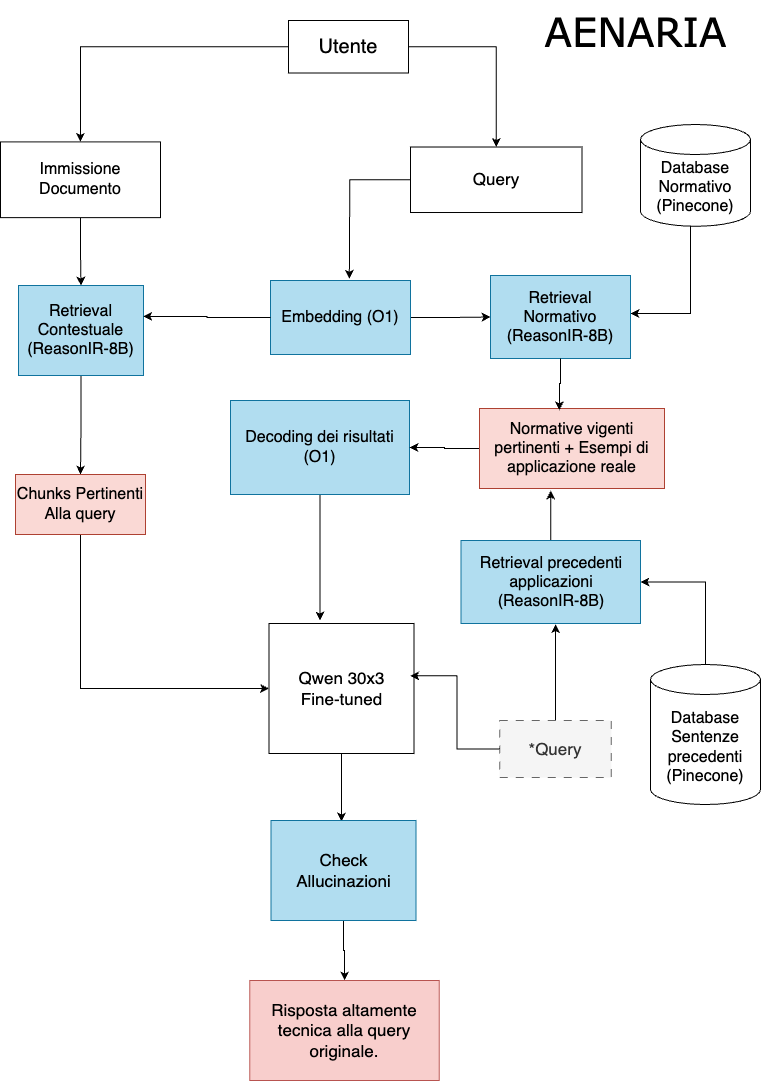 AENARIA
Utente
Immissione
Documento
Query
Database
Normativo
(Pinecone)
Retrieval
Contestuale
(ReasonIR-8B)
Embedding (O1)
Retrieval
Normativo
(ReasonIR-8B)
Decoding dei risultati
(O1)
Normative vigenti
pertinenti + Esempi di
applicazione reale
Chunks Pertinenti
Alla query
Retrieval precedenti
applicazioni
(ReasonIR-8B)
Qwen 30x3
Fine-tuned
*Query
Database
Sentenze
precedenti
(Pinecone)
Check
Allucinazioni
Risposta altamente
tecnica alla query
originale.